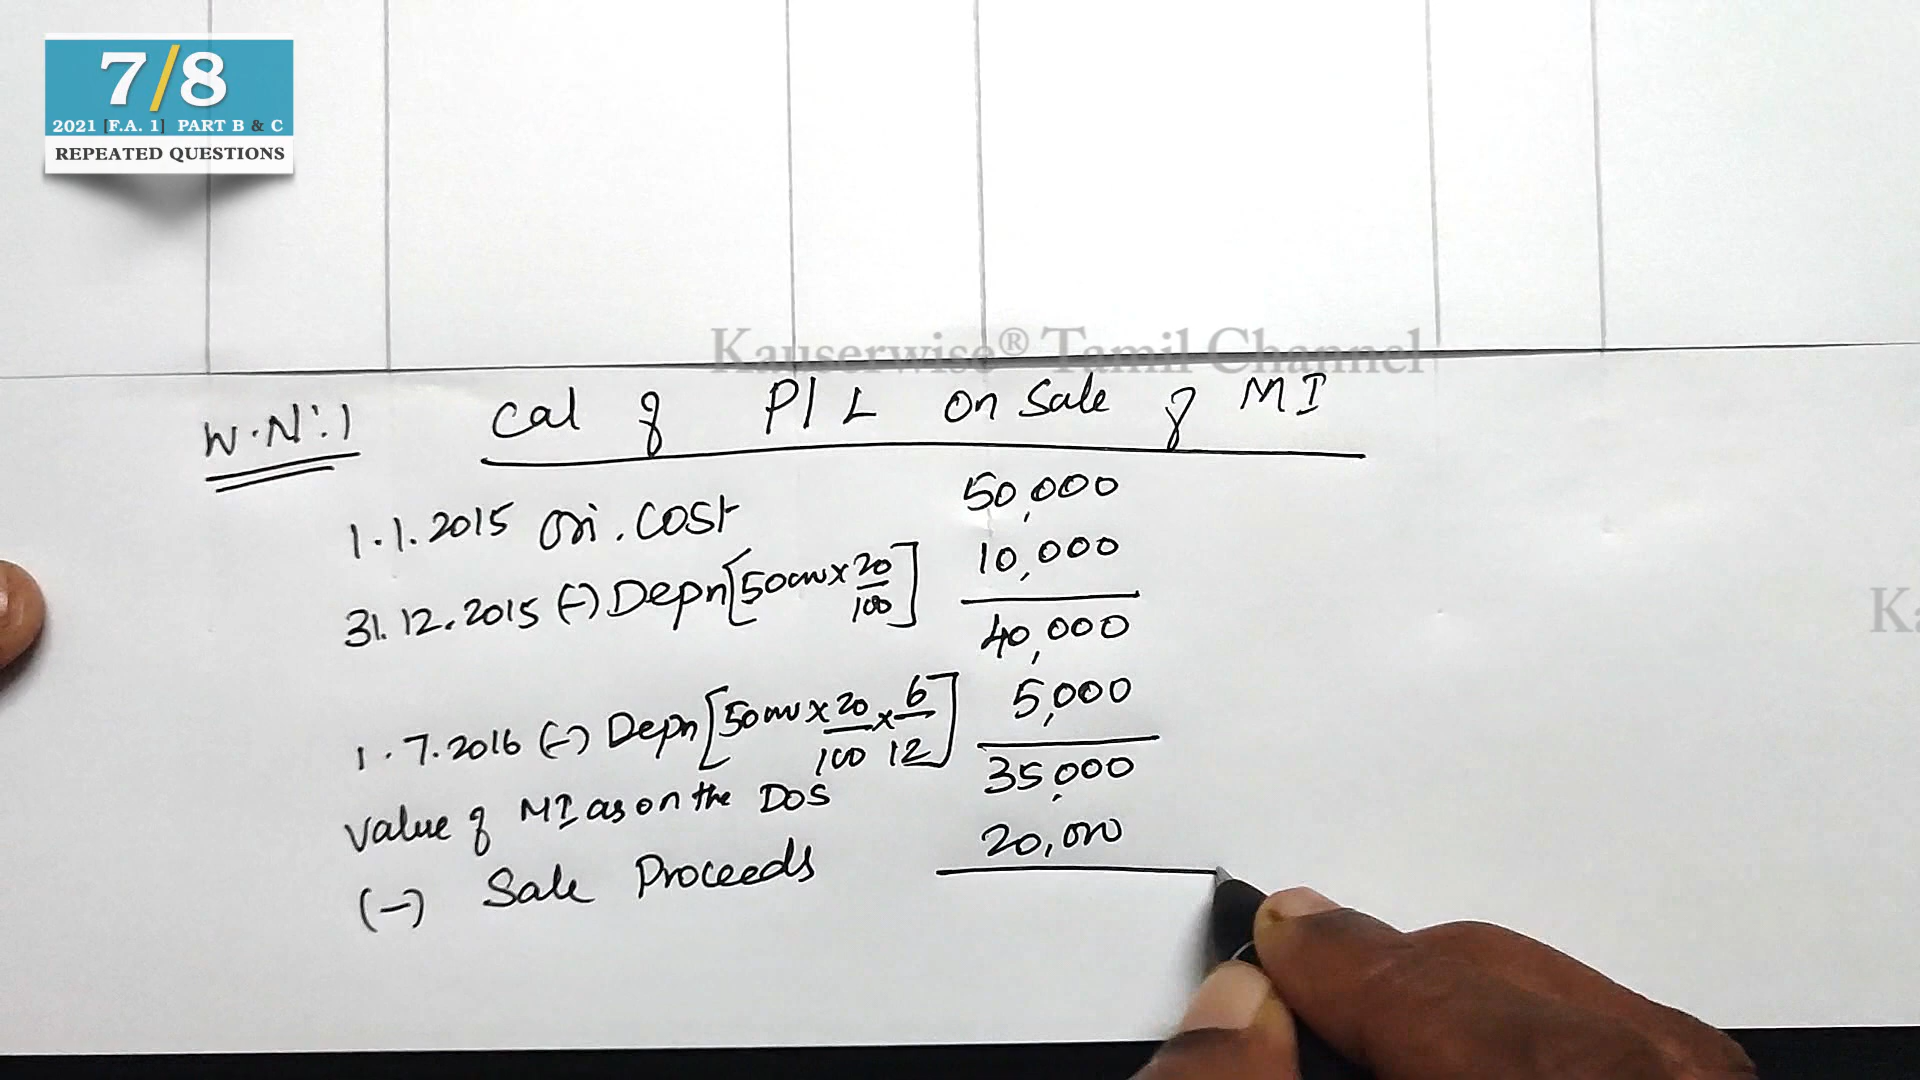 7/8
2021 [F.A. 1] PART B & C
REPEATED QUESTIONS
Kauserwise® Tamil Channel
W.N:1 Cal of P/L on Sale of MI
1.1.2015 Ori. Cost 50,000
31.12.2015 (-) Depn [50000 x 20/100] 10,000
40,000
1.7.2016 (-) Depn [50000 x 20/100 x 6/12] 5,000
35,000
Value of MI as on the DOS
(-) Sale Proceeds 20,000
Ka